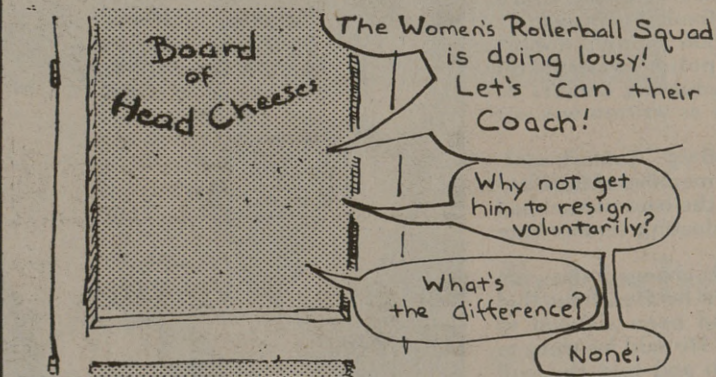 Board
of
Head Cheeses
The Women's Rollerball Squad
is doing lousy!
Let's can their
Coach!
Why not get
him to resign
voluntarily?
What's
the difference?
None.